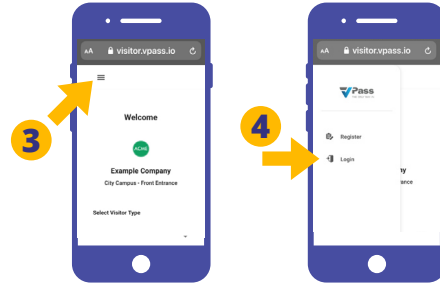 AA visitor.vpass.io
Welcome
ACME
Example Company
City Campus - Front Entrance
Select Visitor Type
3
AA visitor.vpass.io
VPass
Register
Login
ny
rance
4